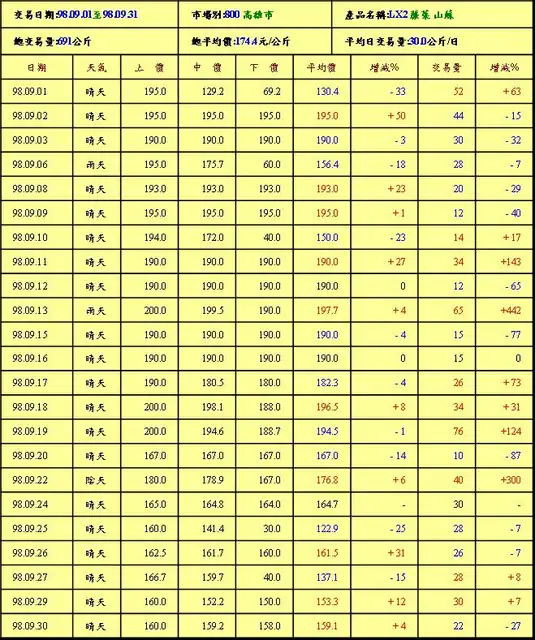 交易日期:98.09.01至98.09.31 市場別:800 高雄市 產品名稱:LX2 藤菜 山蘇
總交易量:691公斤 總平均價:174.4元/公斤 平均日交易量:30.0公斤/日
日期 天氣 上 價 中 價 下 價 平均價 增減% 交易量 增減%
98.09.01 晴天 195.0 129.2 69.2 130.4 - 33 52 + 63
98.09.02 晴天 195.0 195.0 195.0 195.0 + 50 44 - 15
98.09.03 晴天 190.0 190.0 190.0 190.0 - 3 30 - 32
98.09.06 雨天 195.0 175.7 60.0 156.4 - 18 28 - 7
98.09.08 晴天 193.0 193.0 193.0 193.0 + 23 20 - 29
98.09.09 晴天 195.0 195.0 195.0 195.0 + 1 12 - 40
98.09.10 晴天 194.0 172.0 40.0 150.0 - 23 14 + 17
98.09.11 晴天 190.0 190.0 190.0 190.0 + 27 34 +143
98.09.12 晴天 190.0 190.0 190.0 190.0 0 12 - 65
98.09.13 雨天 200.0 199.5 190.0 197.7 + 4 65 +442
98.09.15 晴天 190.0 190.0 190.0 190.0 - 4 15 - 77
98.09.16 晴天 190.0 190.0 190.0 190.0 0 15 0
98.09.17 晴天 190.0 180.5 180.0 182.3 - 4 26 + 73
98.09.18 晴天 200.0 198.1 188.0 196.5 + 8 34 + 31
98.09.19 晴天 200.0 194.6 188.7 194.5 - 1 76 +124
98.09.20 晴天 167.0 167.0 167.0 167.0 - 14 10 - 87
98.09.22 陰天 180.0 178.9 167.0 176.8 + 6 40 +300
98.09.24 晴天 165.0 164.8 164.0 164.7 - 30 -
98.09.25 晴天 160.0 141.4 30.0 122.9 - 25 28 - 7
98.09.26 晴天 162.5 161.7 160.0 161.5 + 31 26 - 7
98.09.27 晴天 166.7 159.7 40.0 137.1 - 15 28 + 8
98.09.29 晴天 160.0 152.2 150.0 153.3 + 12 30 + 7
98.09.30 晴天 160.0 159.2 158.0 159.1 + 4 22 - 27